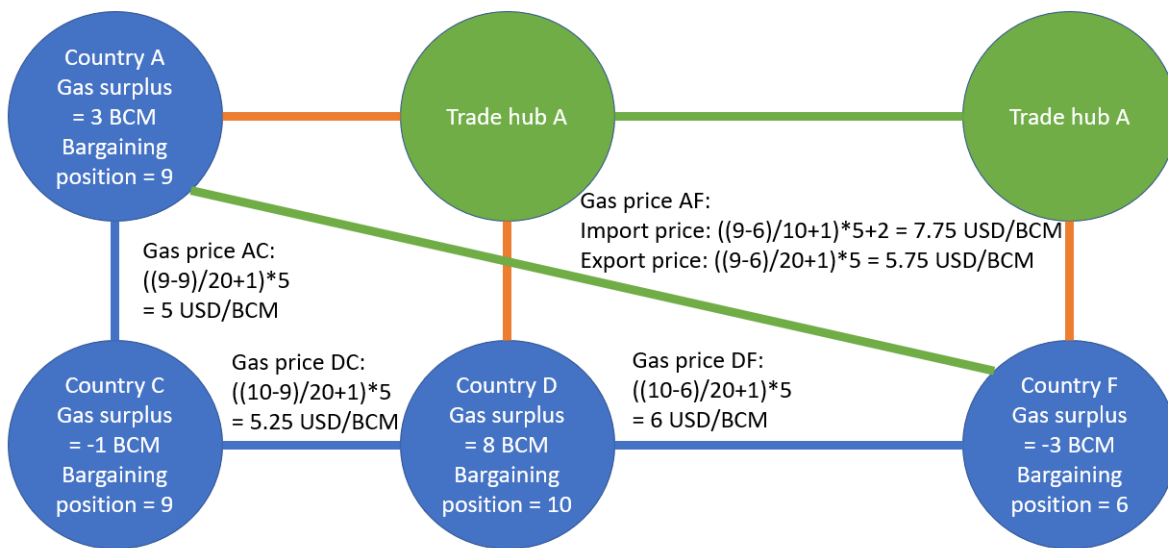 Country A
Gas surplus
= 3 BCM
Bargaining
position = 9
Trade hub A
Trade hub A
Gas price AF:
Import price: ((9-6)/10+1)*5+2 = 7.75 USD/BCM
Export price: ((9-6)/20+1)*5 = 5.75 USD/BCM
Gas price AC:
((9-9)/20+1)*5
= 5 USD/BCM
Country C
Gas surplus
= -1 BCM
Bargaining
position = 9
Gas price DC:
((10-9)/20+1)*5
= 5.25 USD/BCM
Country D
Gas surplus
= 8 BCM
Bargaining
position = 10
Gas price DF:
((10-6)/20+1)*5
= 6 USD/BCM
Country F
Gas surplus
= -3 BCM
Bargaining
position = 6